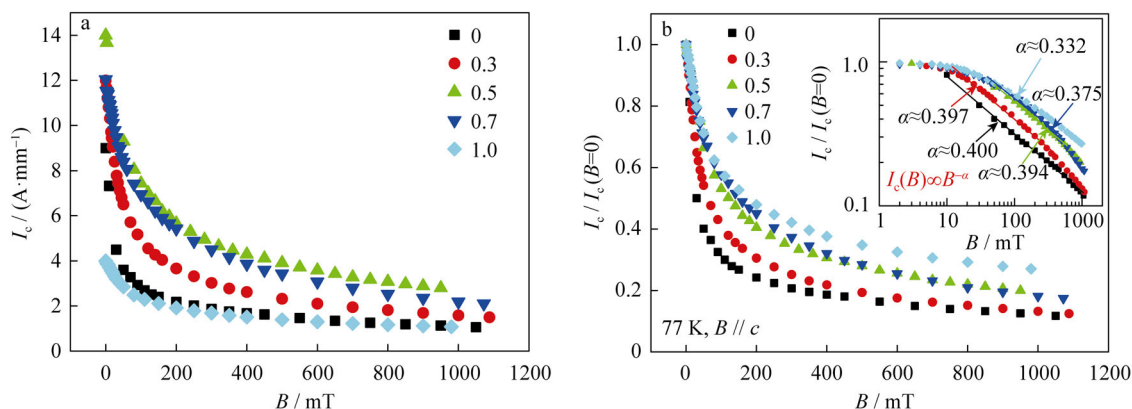 a
I_c / (A·mm⁻¹)
14
12
10
8
6
4
2
0
0
0.3
0.5
0.7
1.0
0 200 400 600 800 1000 1200
B / mT
b
I_c / I_c(B=0)
1.0
0.8
0.6
0.4
0.2
0
0
0.3
0.5
0.7
1.0
77 K, B // c
0 200 400 600 800 1000 1200
B / mT
I_c / I_c(B=0)
1.0
0.1
α≈0.332
α≈0.375
α≈0.397
α≈0.400
α≈0.394
I_c(B)∝B⁻ᵅ
1 10 100 1000
B / mT